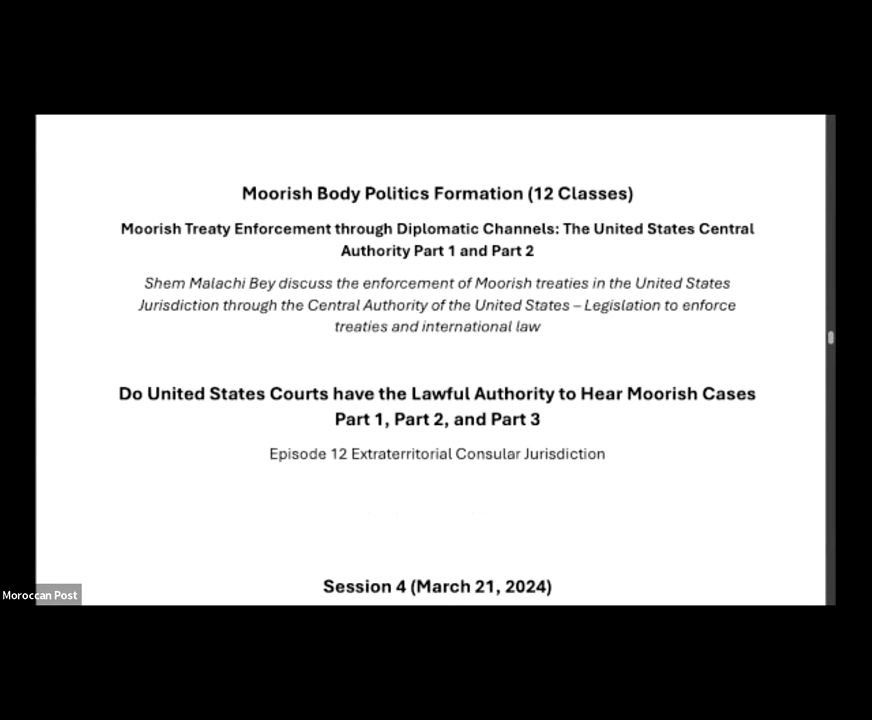 Moorish Body Politics Formation (12 Classes)
Moorish Treaty Enforcement through Diplomatic Channels: The United States Central
Authority Part 1 and Part 2
Shem Malachi Bey discuss the enforcement of Moorish treaties in the United States
Jurisdiction through the Central Authority of the United States – Legislation to enforce
treaties and international law
Do United States Courts have the Lawful Authority to Hear Moorish Cases
Part 1, Part 2, and Part 3
Episode 12 Extraterritorial Consular Jurisdiction
Session 4 (March 21, 2024)
Moroccan Post